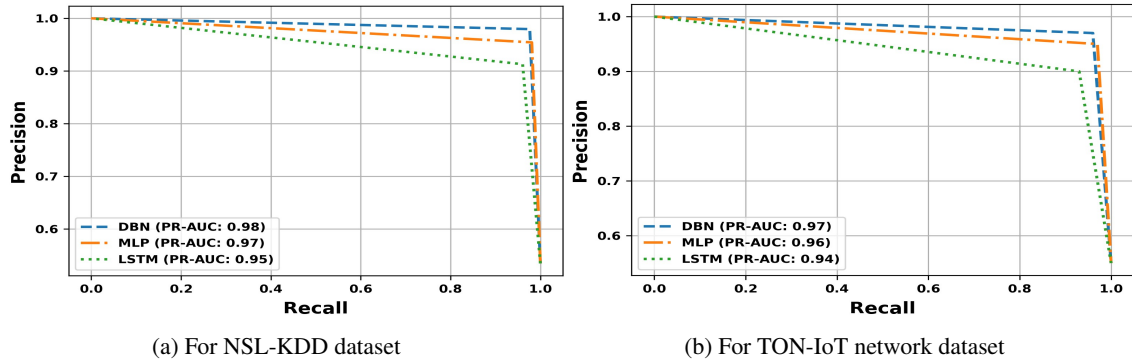 1.0
0.9
0.8
0.7
0.6
Precision
DBN (PR-AUC: 0.98)
MLP (PR-AUC: 0.97)
LSTM (PR-AUC: 0.95)
0.0 0.2 0.4 0.6 0.8 1.0
Recall
(a) For NSL-KDD dataset
1.0
0.9
0.8
0.7
0.6
Precision
DBN (PR-AUC: 0.97)
MLP (PR-AUC: 0.96)
LSTM (PR-AUC: 0.94)
0.0 0.2 0.4 0.6 0.8 1.0
Recall
(b) For TON-IoT network dataset